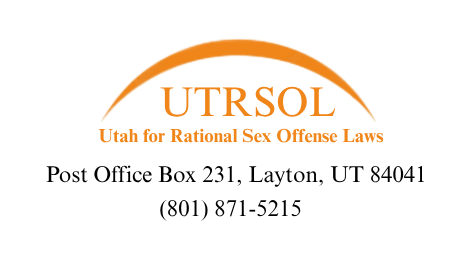 UTRSOL
Utah for Rational Sex Offense Laws
Post Office Box 231, Layton, UT 84041
(801) 871-5215